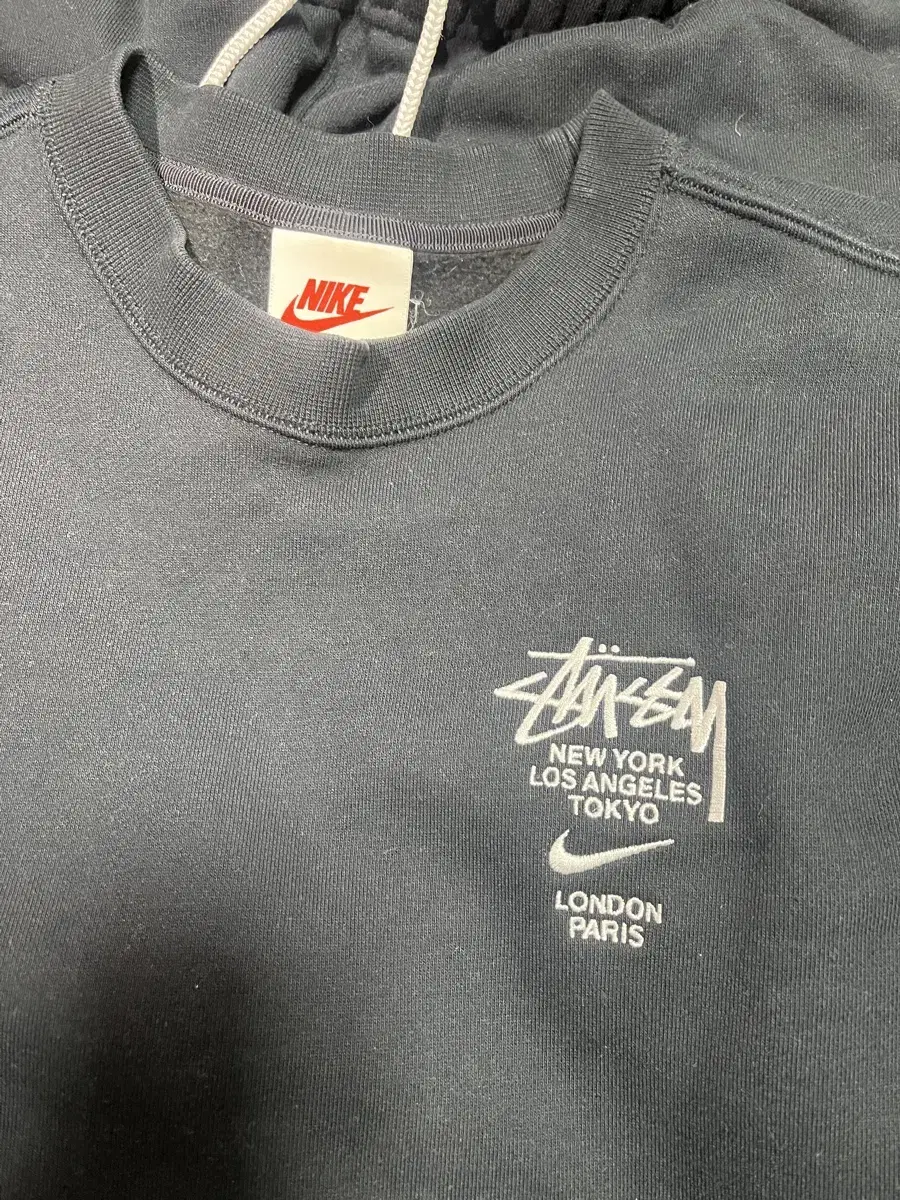 NIKE
STÜSSY
NEW YORK
LOS ANGELES
TOKYO
LONDON
PARIS